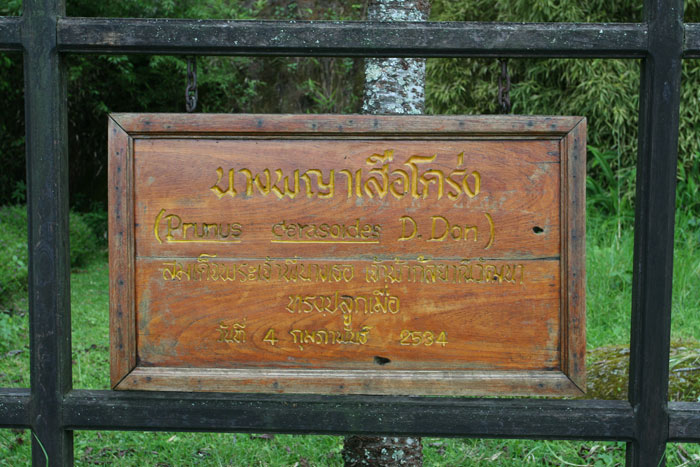 นางพญาเสือโคร่ง
(Prunus cerasoides D. Don)
สมเด็จพระเจ้าพี่นางเธอ เจ้าฟ้ากัลยาณิวัฒนา
ทรงปลูกเมื่อ
วันที่ 4 กุมภาพันธ์ 2534